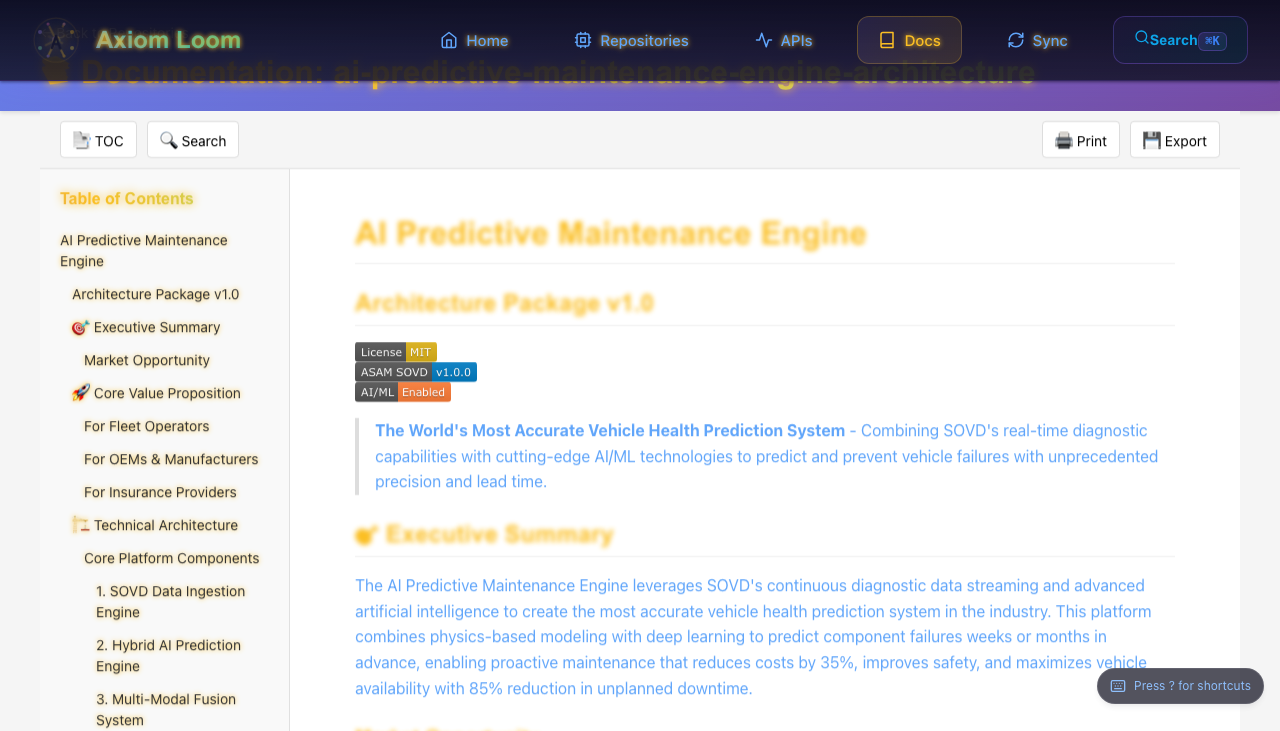 Axiom Loom
Home
Repositories
APIs
Docs
Sync
Search ⌘K
Documentation: ai-predictive-maintenance-engine-architecture
TOC
Search
Print
Export
Table of Contents
AI Predictive Maintenance
Engine
Architecture Package v1.0
🎯 Executive Summary
Market Opportunity
🚀 Core Value Proposition
For Fleet Operators
For OEMs & Manufacturers
For Insurance Providers
🏗️ Technical Architecture
Core Platform Components
1. SOVD Data Ingestion
Engine
2. Hybrid AI Prediction
Engine
3. Multi-Modal Fusion
System
AI Predictive Maintenance Engine
Architecture Package v1.0
License MIT
ASAM SOVD v1.0.0
AI/ML Enabled
The World's Most Accurate Vehicle Health Prediction System - Combining SOVD's real-time diagnostic
capabilities with cutting-edge AI/ML technologies to predict and prevent vehicle failures with unprecedented
precision and lead time.
Executive Summary
The AI Predictive Maintenance Engine leverages SOVD's continuous diagnostic data streaming and advanced
artificial intelligence to create the most accurate vehicle health prediction system in the industry. This platform
combines physics-based modeling with deep learning to predict component failures weeks or months in
advance, enabling proactive maintenance that reduces costs by 35%, improves safety, and maximizes vehicle
availability with 85% reduction in unplanned downtime.
Press ? for shortcuts